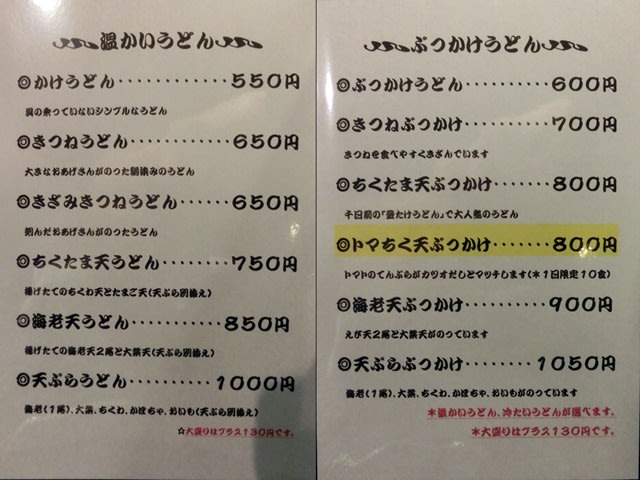 温かいうどん
◎かけうどん・・・・・・・・・・・・550円
具の乗っていないシンプルなうどん
◎きつねうどん・・・・・・・・・・・650円
大きなおあげさんがのった馴染みのうどん
◎きざみきつねうどん・・・・・・650円
刻んだおあげさんがのったうどん
◎ちくたま天うどん・・・・・・・750円
揚げたてのちくわ天とたまご天(天ぷら別添え)
◎海老天うどん・・・・・・・・・・・850円
揚げたての海老天2尾と大葉天(天ぷら別添え)
◎天ぷらうどん・・・・・・・・・1000円
海老(1尾)、大葉、ちくわ、かぼちゃ、おいも(天ぷら別添え)
☆大盛りはプラス130円です。
ぶっかけうどん
◎ぶっかけうどん・・・・・・・・・・600円
◎きつねぶっかけ・・・・・・・・・・700円
きつねを食べやすくきざんでいます
◎ちくたま天ぶっかけ・・・・・・800円
千日前の「釜たけうどん」で大人気のうどん
◎トマちく天ぶっかけ・・・・・・・800円
トマトのてんぷらがカツオだしとマッチします(*1日限定10食)
◎海老天ぶっかけ・・・・・・・・・・900円
えび天2尾と大葉天がのっています
◎天ぷらぶっかけ・・・・・・・・1050円
海老(1尾)、大葉、ちくわ、かぼちゃ、おいもがのっています
*温かいうどん、冷たいうどんが選べます。
*大盛りはプラス130円です。